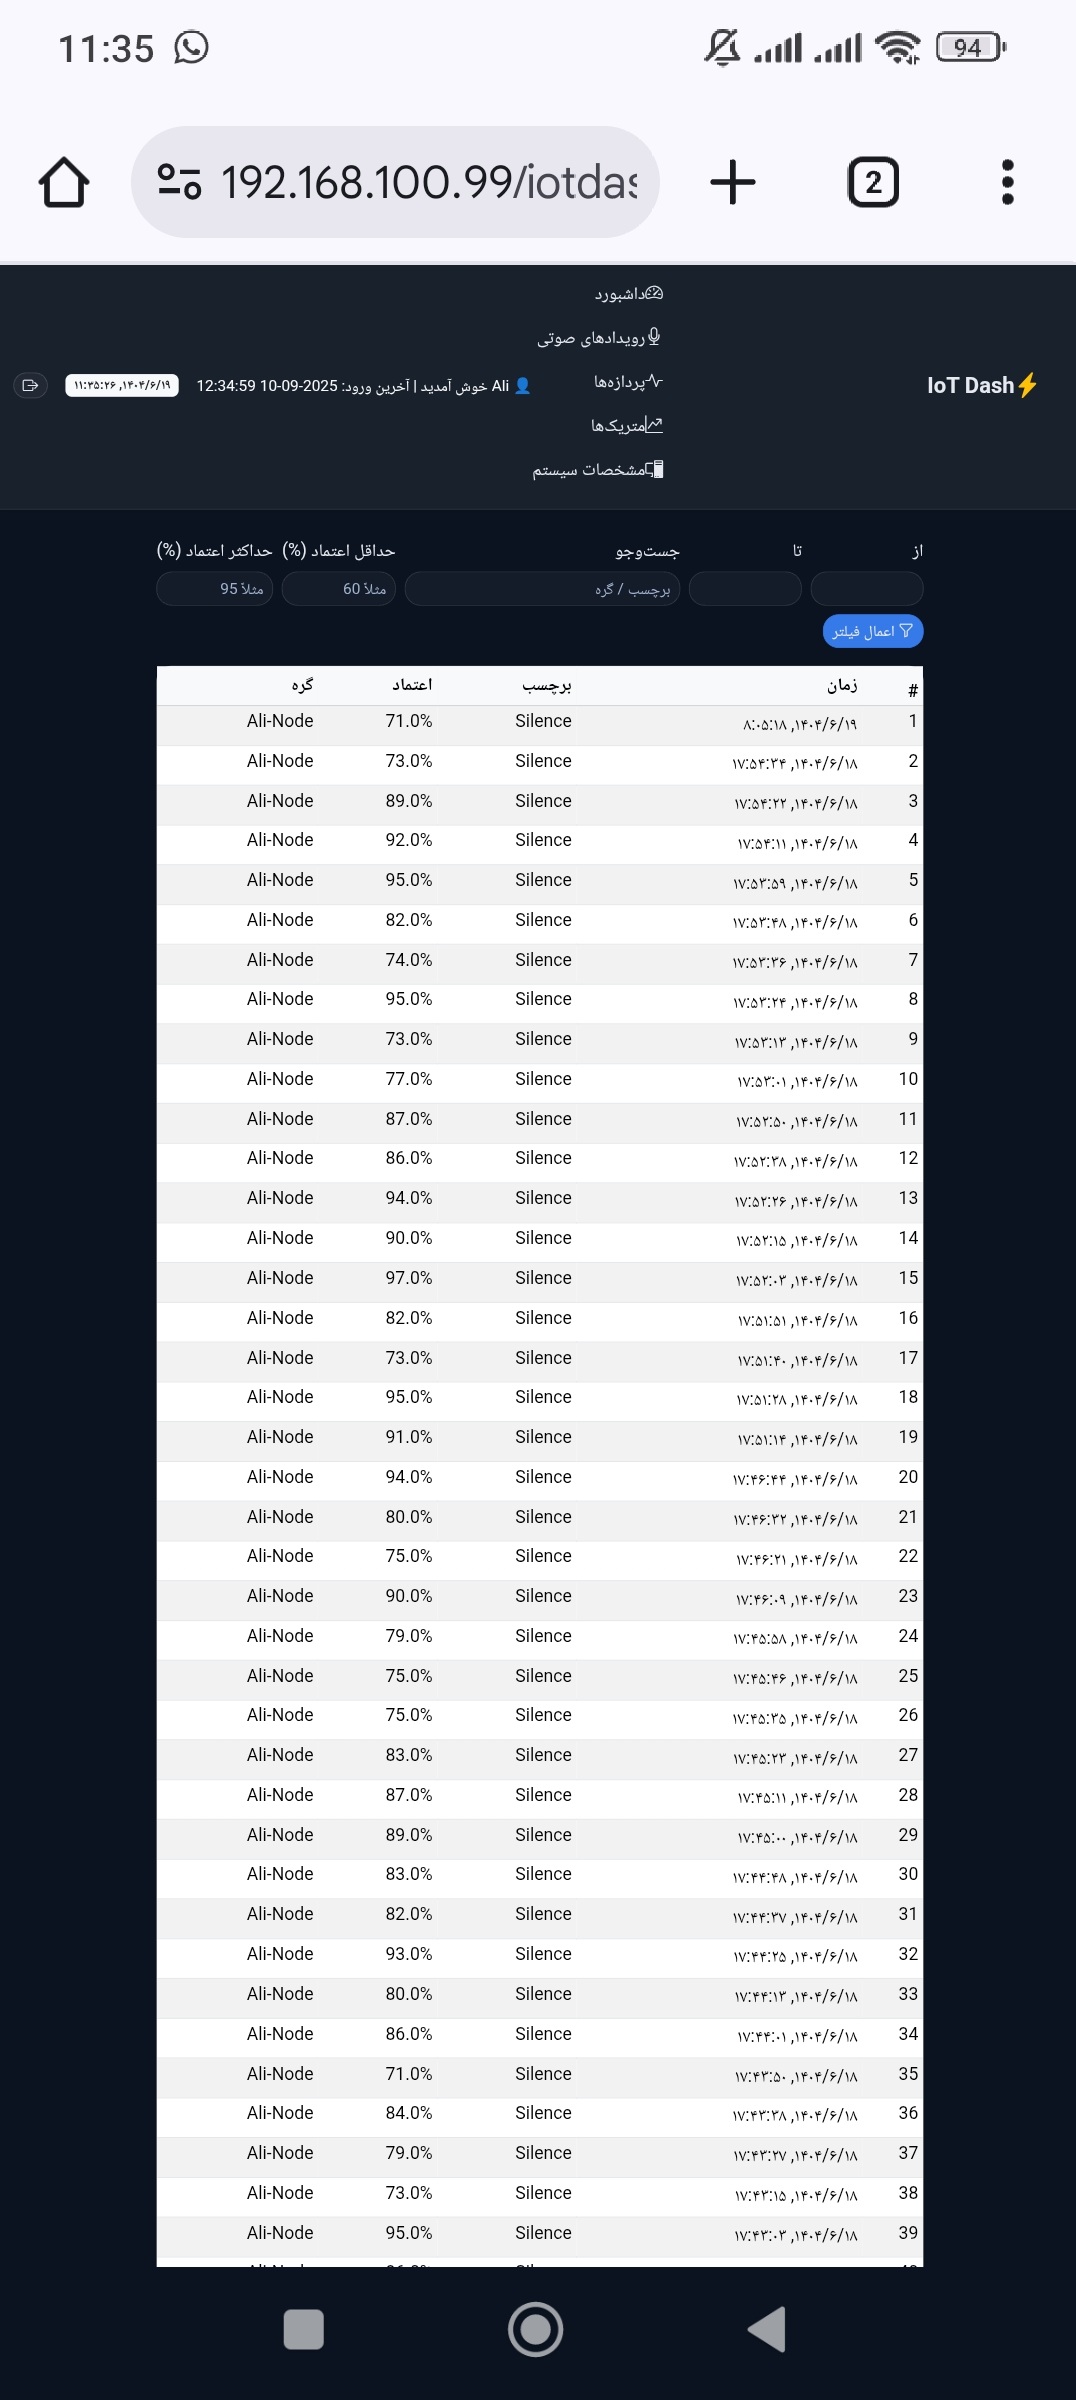 11:35
94
192.168.100.99/iotdas
2
⚡IoT Dash
داشبورد
رویدادهای صوتی
پردازه‌ها
متریک‌ها
مشخصات سیستم
👤 Ali خوش آمدید | آخرین ورود: 2025-09-10 12:34:59
۱۴۰۴/۶/۱۹, ۱۱:۳۵:۲۶
از تا جست‌وجو حداقل اعتماد (%) حداکثر اعتماد (%)
برچسب / گره مثلاً 60 مثلاً 95
اعمال فیلتر
# زمان برچسب اعتماد گره
1 ۱۴۰۴/۶/۱۹, ۸:۰۵:۱۸ Silence 71.0% Ali-Node
2 ۱۴۰۴/۶/۱۸, ۱۷:۵۴:۳۴ Silence 73.0% Ali-Node
3 ۱۴۰۴/۶/۱۸, ۱۷:۵۴:۲۲ Silence 89.0% Ali-Node
4 ۱۴۰۴/۶/۱۸, ۱۷:۵۴:۱۱ Silence 92.0% Ali-Node
5 ۱۴۰۴/۶/۱۸, ۱۷:۵۳:۵۹ Silence 95.0% Ali-Node
6 ۱۴۰۴/۶/۱۸, ۱۷:۵۳:۴۸ Silence 82.0% Ali-Node
7 ۱۴۰۴/۶/۱۸, ۱۷:۵۳:۳۶ Silence 74.0% Ali-Node
8 ۱۴۰۴/۶/۱۸, ۱۷:۵۳:۲۴ Silence 95.0% Ali-Node
9 ۱۴۰۴/۶/۱۸, ۱۷:۵۳:۱۳ Silence 73.0% Ali-Node
10 ۱۴۰۴/۶/۱۸, ۱۷:۵۳:۰۱ Silence 77.0% Ali-Node
11 ۱۴۰۴/۶/۱۸, ۱۷:۵۲:۵۰ Silence 87.0% Ali-Node
12 ۱۴۰۴/۶/۱۸, ۱۷:۵۲:۳۸ Silence 86.0% Ali-Node
13 ۱۴۰۴/۶/۱۸, ۱۷:۵۲:۲۶ Silence 94.0% Ali-Node
14 ۱۴۰۴/۶/۱۸, ۱۷:۵۲:۱۵ Silence 90.0% Ali-Node
15 ۱۴۰۴/۶/۱۸, ۱۷:۵۲:۰۳ Silence 97.0% Ali-Node
16 ۱۴۰۴/۶/۱۸, ۱۷:۵۱:۵۱ Silence 82.0% Ali-Node
17 ۱۴۰۴/۶/۱۸, ۱۷:۵۱:۴۰ Silence 73.0% Ali-Node
18 ۱۴۰۴/۶/۱۸, ۱۷:۵۱:۲۸ Silence 95.0% Ali-Node
19 ۱۴۰۴/۶/۱۸, ۱۷:۵۱:۱۴ Silence 91.0% Ali-Node
20 ۱۴۰۴/۶/۱۸, ۱۷:۴۶:۴۴ Silence 94.0% Ali-Node
21 ۱۴۰۴/۶/۱۸, ۱۷:۴۶:۳۲ Silence 80.0% Ali-Node
22 ۱۴۰۴/۶/۱۸, ۱۷:۴۶:۲۱ Silence 75.0% Ali-Node
23 ۱۴۰۴/۶/۱۸, ۱۷:۴۶:۰۹ Silence 90.0% Ali-Node
24 ۱۴۰۴/۶/۱۸, ۱۷:۴۵:۵۸ Silence 79.0% Ali-Node
25 ۱۴۰۴/۶/۱۸, ۱۷:۴۵:۴۶ Silence 75.0% Ali-Node
26 ۱۴۰۴/۶/۱۸, ۱۷:۴۵:۳۵ Silence 75.0% Ali-Node
27 ۱۴۰۴/۶/۱۸, ۱۷:۴۵:۲۳ Silence 83.0% Ali-Node
28 ۱۴۰۴/۶/۱۸, ۱۷:۴۵:۱۱ Silence 87.0% Ali-Node
29 ۱۴۰۴/۶/۱۸, ۱۷:۴۵:۰۰ Silence 89.0% Ali-Node
30 ۱۴۰۴/۶/۱۸, ۱۷:۴۴:۴۸ Silence 83.0% Ali-Node
31 ۱۴۰۴/۶/۱۸, ۱۷:۴۴:۳۷ Silence 82.0% Ali-Node
32 ۱۴۰۴/۶/۱۸, ۱۷:۴۴:۲۵ Silence 93.0% Ali-Node
33 ۱۴۰۴/۶/۱۸, ۱۷:۴۴:۱۳ Silence 80.0% Ali-Node
34 ۱۴۰۴/۶/۱۸, ۱۷:۴۴:۰۱ Silence 86.0% Ali-Node
35 ۱۴۰۴/۶/۱۸, ۱۷:۴۳:۵۰ Silence 71.0% Ali-Node
36 ۱۴۰۴/۶/۱۸, ۱۷:۴۳:۳۸ Silence 84.0% Ali-Node
37 ۱۴۰۴/۶/۱۸, ۱۷:۴۳:۲۷ Silence 79.0% Ali-Node
38 ۱۴۰۴/۶/۱۸, ۱۷:۴۳:۱۵ Silence 73.0% Ali-Node
39 ۱۴۰۴/۶/۱۸, ۱۷:۴۳:۰۳ Silence 95.0% Ali-Node